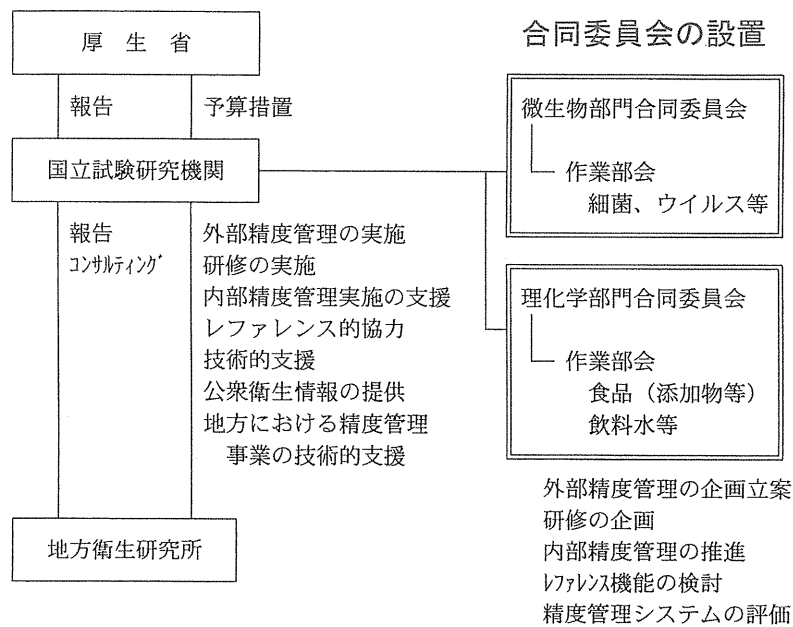 合同委員会の設置
厚生省
報告
予算措置
国立試験研究機関
報告
ｺﾝｻﾙﾃｨﾝｸﾞ
外部精度管理の実施
研修の実施
内部精度管理実施の支援
レファレンス的協力
技術的支援
公衆衛生情報の提供
地方における精度管理
事業の技術的支援
地方衛生研究所
微生物部門合同委員会
作業部会
細菌、ウイルス等
理化学部門合同委員会
作業部会
食品（添加物等）
飲料水等
外部精度管理の企画立案
研修の企画
内部精度管理の推進
ﾚﾌｧﾚﾝｽ機能の検討
精度管理システムの評価